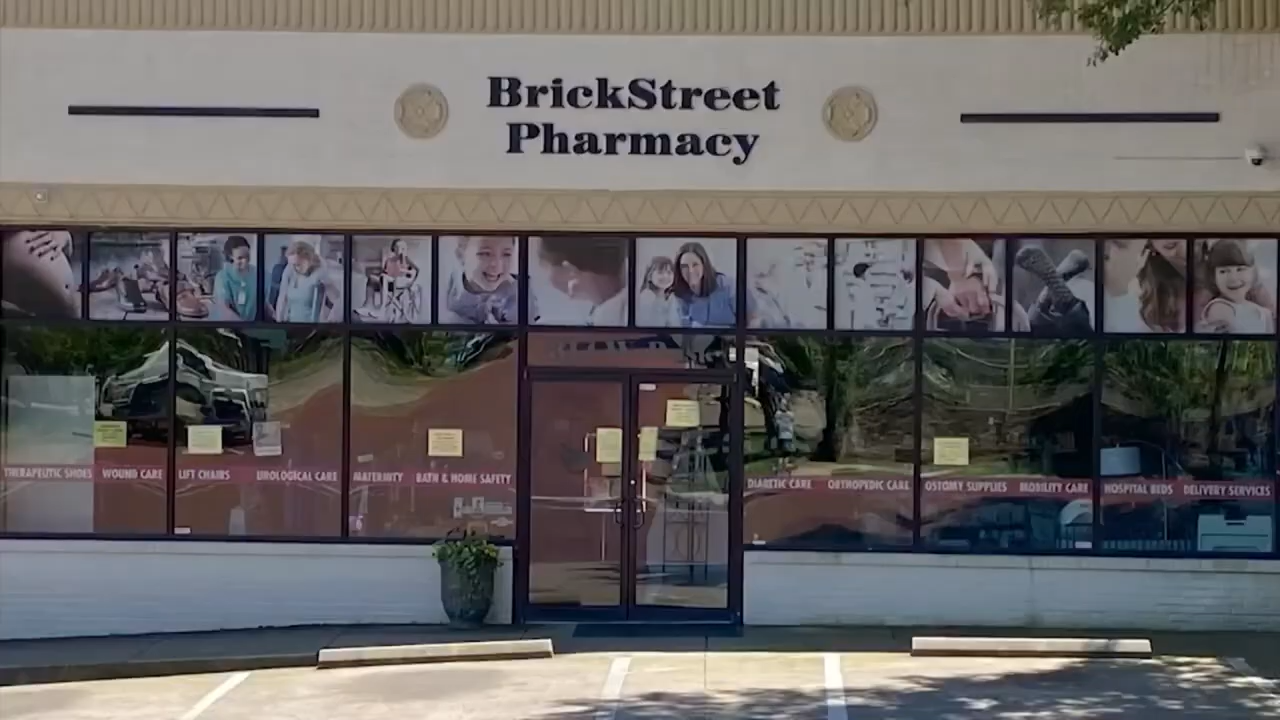 BrickStreet
Pharmacy
THERAPEUTIC SHOES WOUND CARE LIFT CHAIRS UROLOGICAL CARE MATERNITY BATH & HOME SAFETY DIABETIC CARE ORTHOPEDIC CARE OSTOMY SUPPLIES MOBILITY CARE HOSPITAL BEDS DELIVERY SERVICES